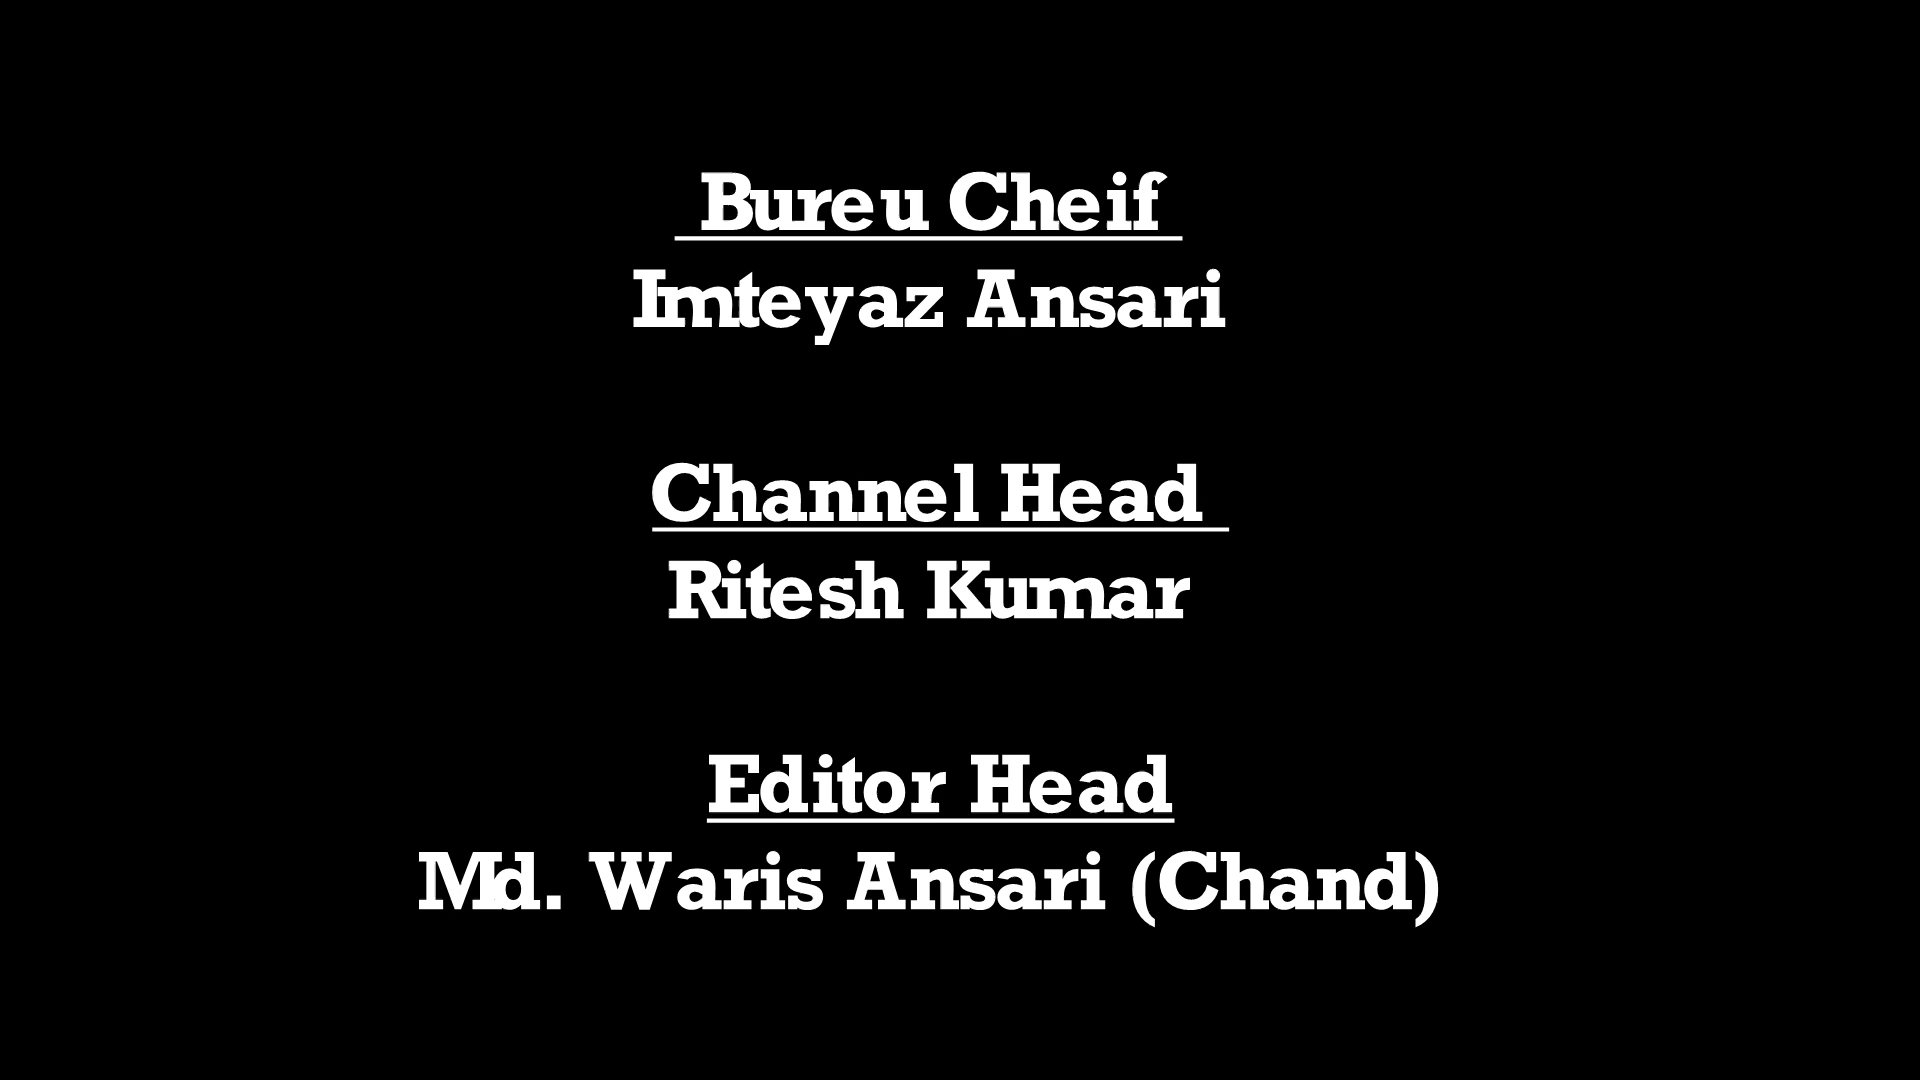 Bureu Cheif
Imteyaz Ansari
Channel Head
Ritesh Kumar
Editor Head
Md. Waris Ansari (Chand)